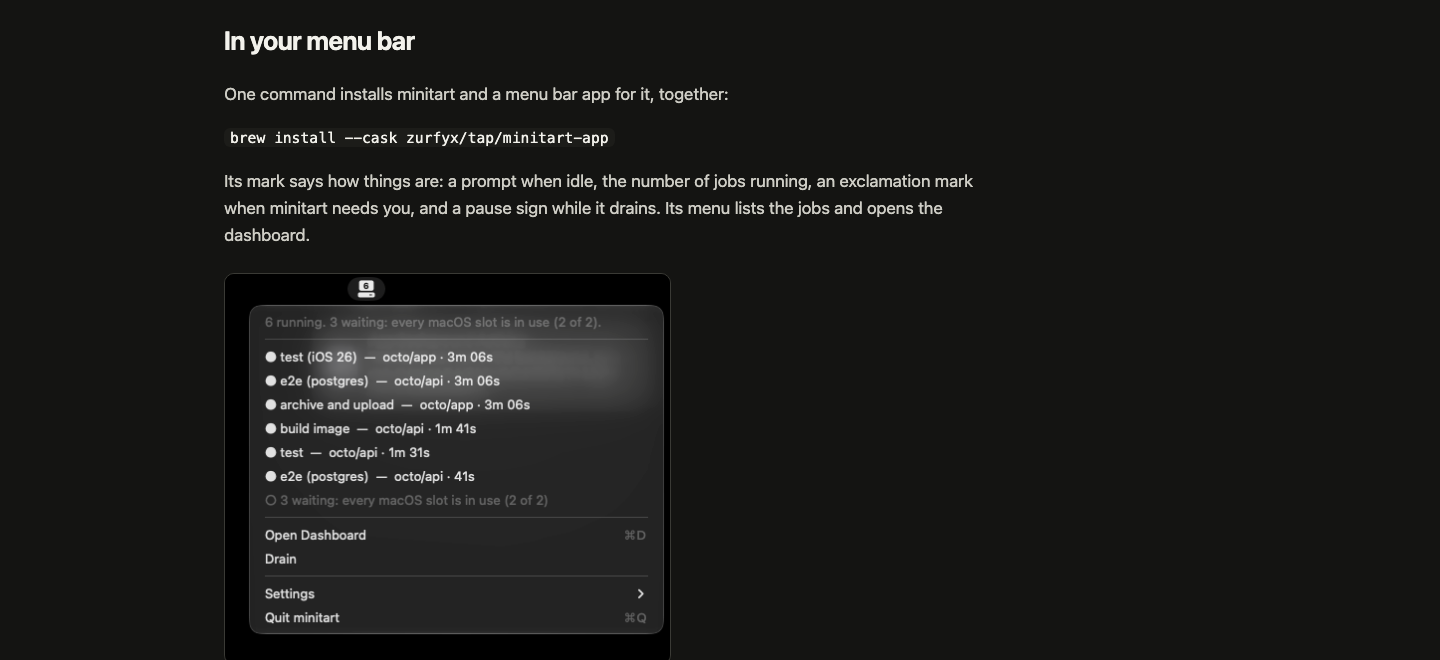 In your menu bar
One command installs minitart and a menu bar app for it, together:
brew install --cask zurfyx/tap/minitart-app
Its mark says how things are: a prompt when idle, the number of jobs running, an exclamation mark
when minitart needs you, and a pause sign while it drains. Its menu lists the jobs and opens the
dashboard.
6
6 running. 3 waiting: every macOS slot is in use (2 of 2).
test (iOS 26) — octo/app · 3m 06s
e2e (postgres) — octo/api · 3m 06s
archive and upload — octo/app · 3m 06s
build image — octo/api · 1m 41s
test — octo/api · 1m 31s
e2e (postgres) — octo/api · 41s
3 waiting: every macOS slot is in use (2 of 2)
Open Dashboard ⌘D
Drain
Settings
Quit minitart ⌘Q